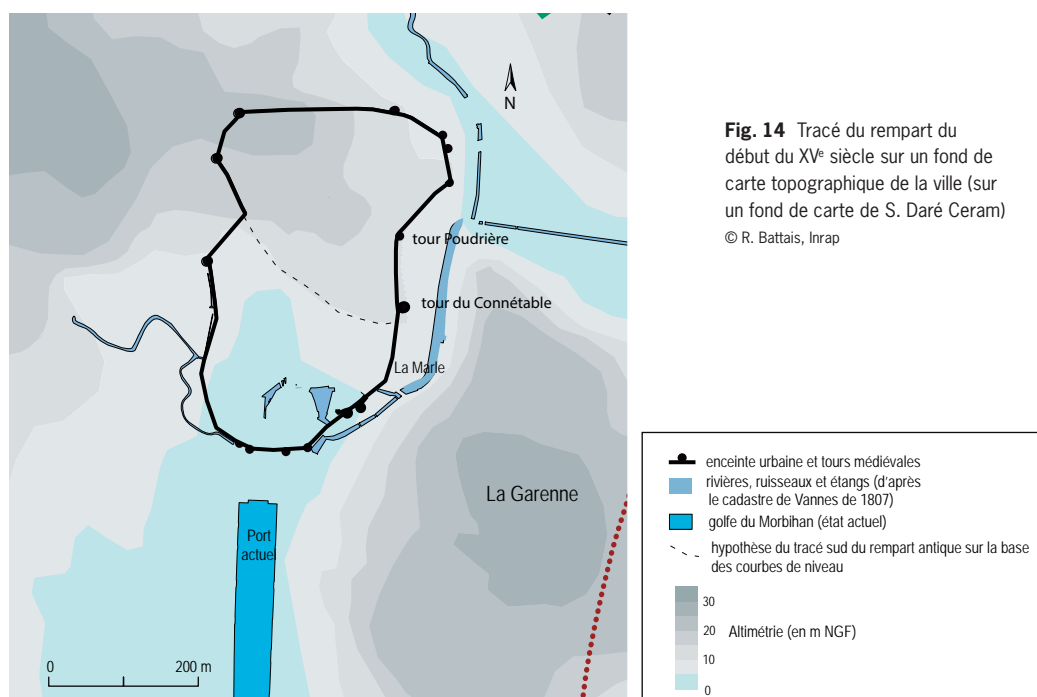 N
tour Poudrière
tour du Connétable
La Marle
La Garenne
Port
actuel
0 200 m
Fig. 14 Tracé du rempart du
début du XVe siècle sur un fond de
carte topographique de la ville (sur
un fond de carte de S. Daré Ceram)
© R. Battais, Inrap
enceinte urbaine et tours médiévales
rivières, ruisseaux et étangs (d'après
le cadastre de Vannes de 1807)
golfe du Morbihan (état actuel)
hypothèse du tracé sud du rempart antique sur la base
des courbes de niveau
30
20 Altimétrie (en m NGF)
10
0